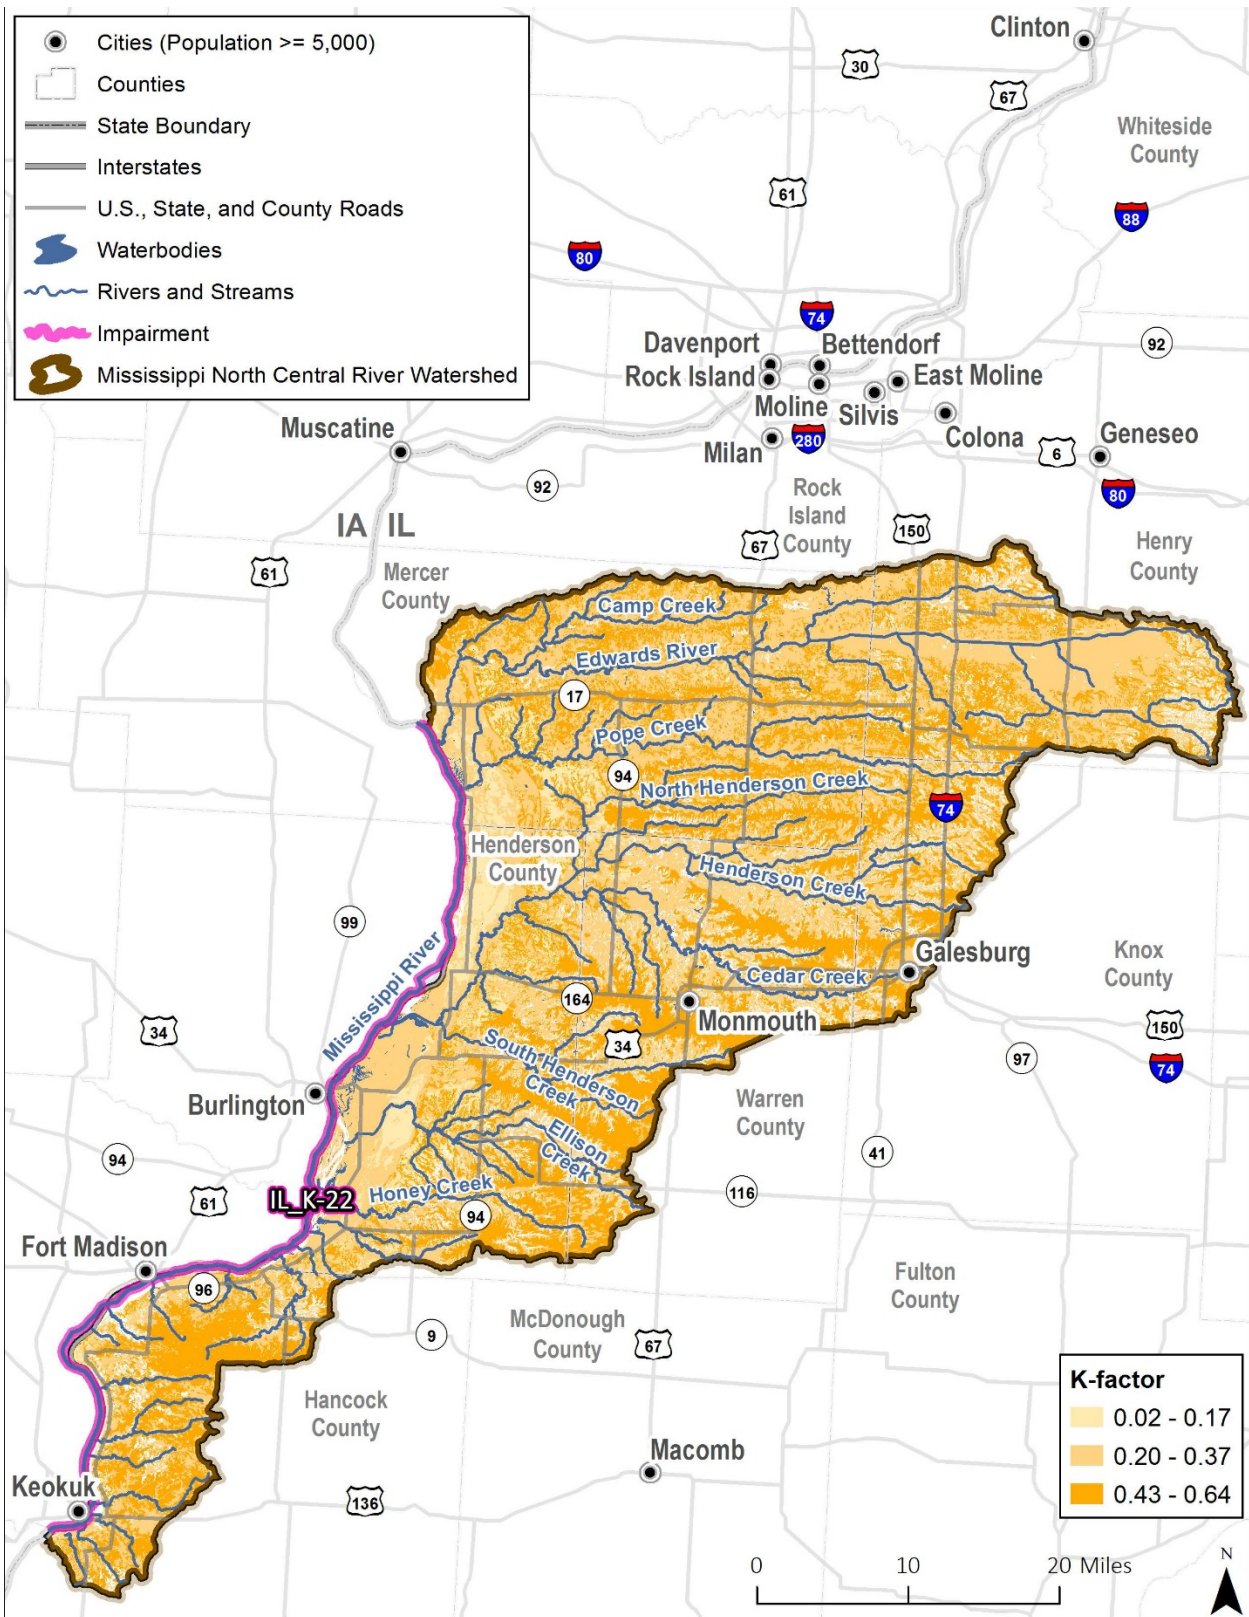 Cities (Population >= 5,000)
Counties
State Boundary
Interstates
U.S., State, and County Roads
Waterbodies
Rivers and Streams
Impairment
Mississippi North Central River Watershed
Clinton
30
67
Whiteside
County
61
88
80
74
92
Davenport
Bettendorf
Rock Island
East Moline
Moline
Silvis
Colona
Muscatine
Milan
280
6
Geneseo
80
92
Rock
Island
County
IA IL
67
150
Henry
County
61
Mercer
County
Camp Creek
Edwards River
17
Pope Creek
94
North Henderson Creek
74
Henderson
County
Henderson Creek
99
Mississippi River
Galesburg
Knox
County
Cedar Creek
164
Monmouth
34
34
150
97
74
South Henderson
Creek
Burlington
Warren
County
Ellison
Creek
94
41
116
61
IL_K-22
Honey Creek
94
Fort Madison
96
Fulton
County
McDonough
County
9
67
Hancock
County
K-factor
0.02 - 0.17
0.20 - 0.37
0.43 - 0.64
Macomb
Keokuk
136
0 10 20 Miles
N